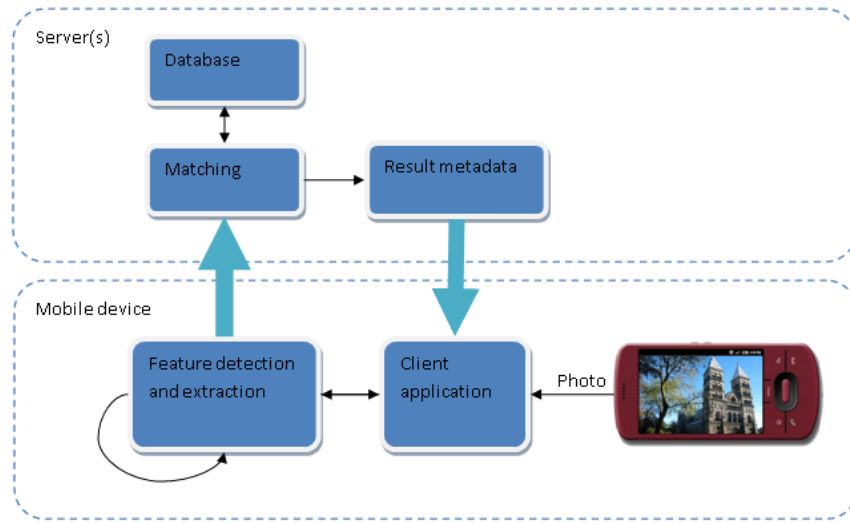 Server(s)
Database
Matching
Result metadata
Mobile device
Feature detection
and extraction
Client
application
Photo